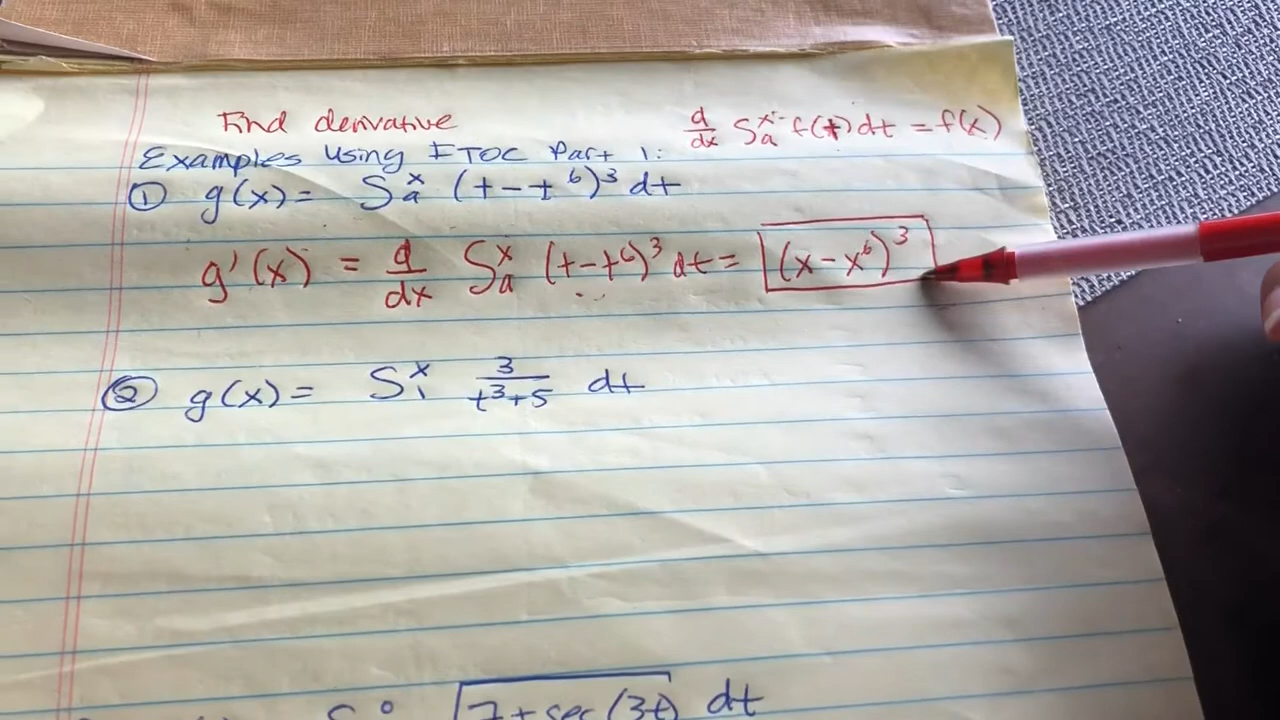 Find derivative
d/dx ∫ₐˣ f(t) dt = f(x)
Examples Using FTOC Part 1:
① g(x) = ∫ₐˣ (t-t⁶)³ dt
g'(x) = d/dx ∫ₐˣ (t-t⁶)³ dt = (x-x⁶)³
② g(x) = ∫₁ˣ 3/(t³+5) dt
∫ ⁰ √7+sec(3t) dt